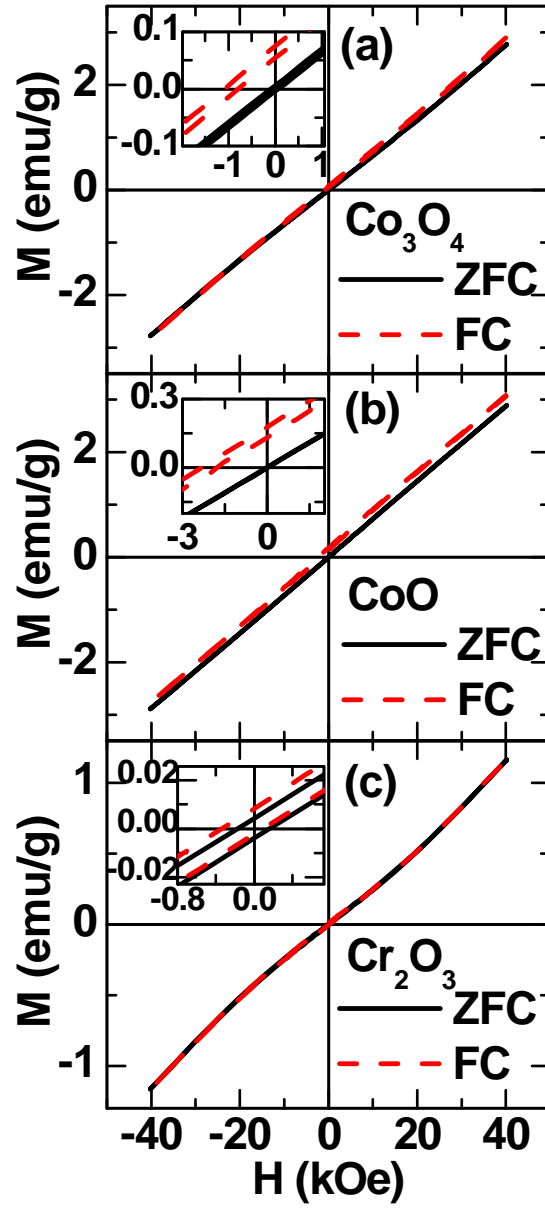 (a)
0.1
0.0
-0.1
-1 0 1
2
0
-2
M (emu/g)
Co3O4
ZFC
FC
(b)
0.3
0.0
-3 0
2
0
-2
M (emu/g)
CoO
ZFC
FC
(c)
0.02
0.00
-0.02
-0.8 0.0
1
0
-1
M (emu/g)
Cr2O3
ZFC
FC
-40 -20 0 20 40
H (kOe)